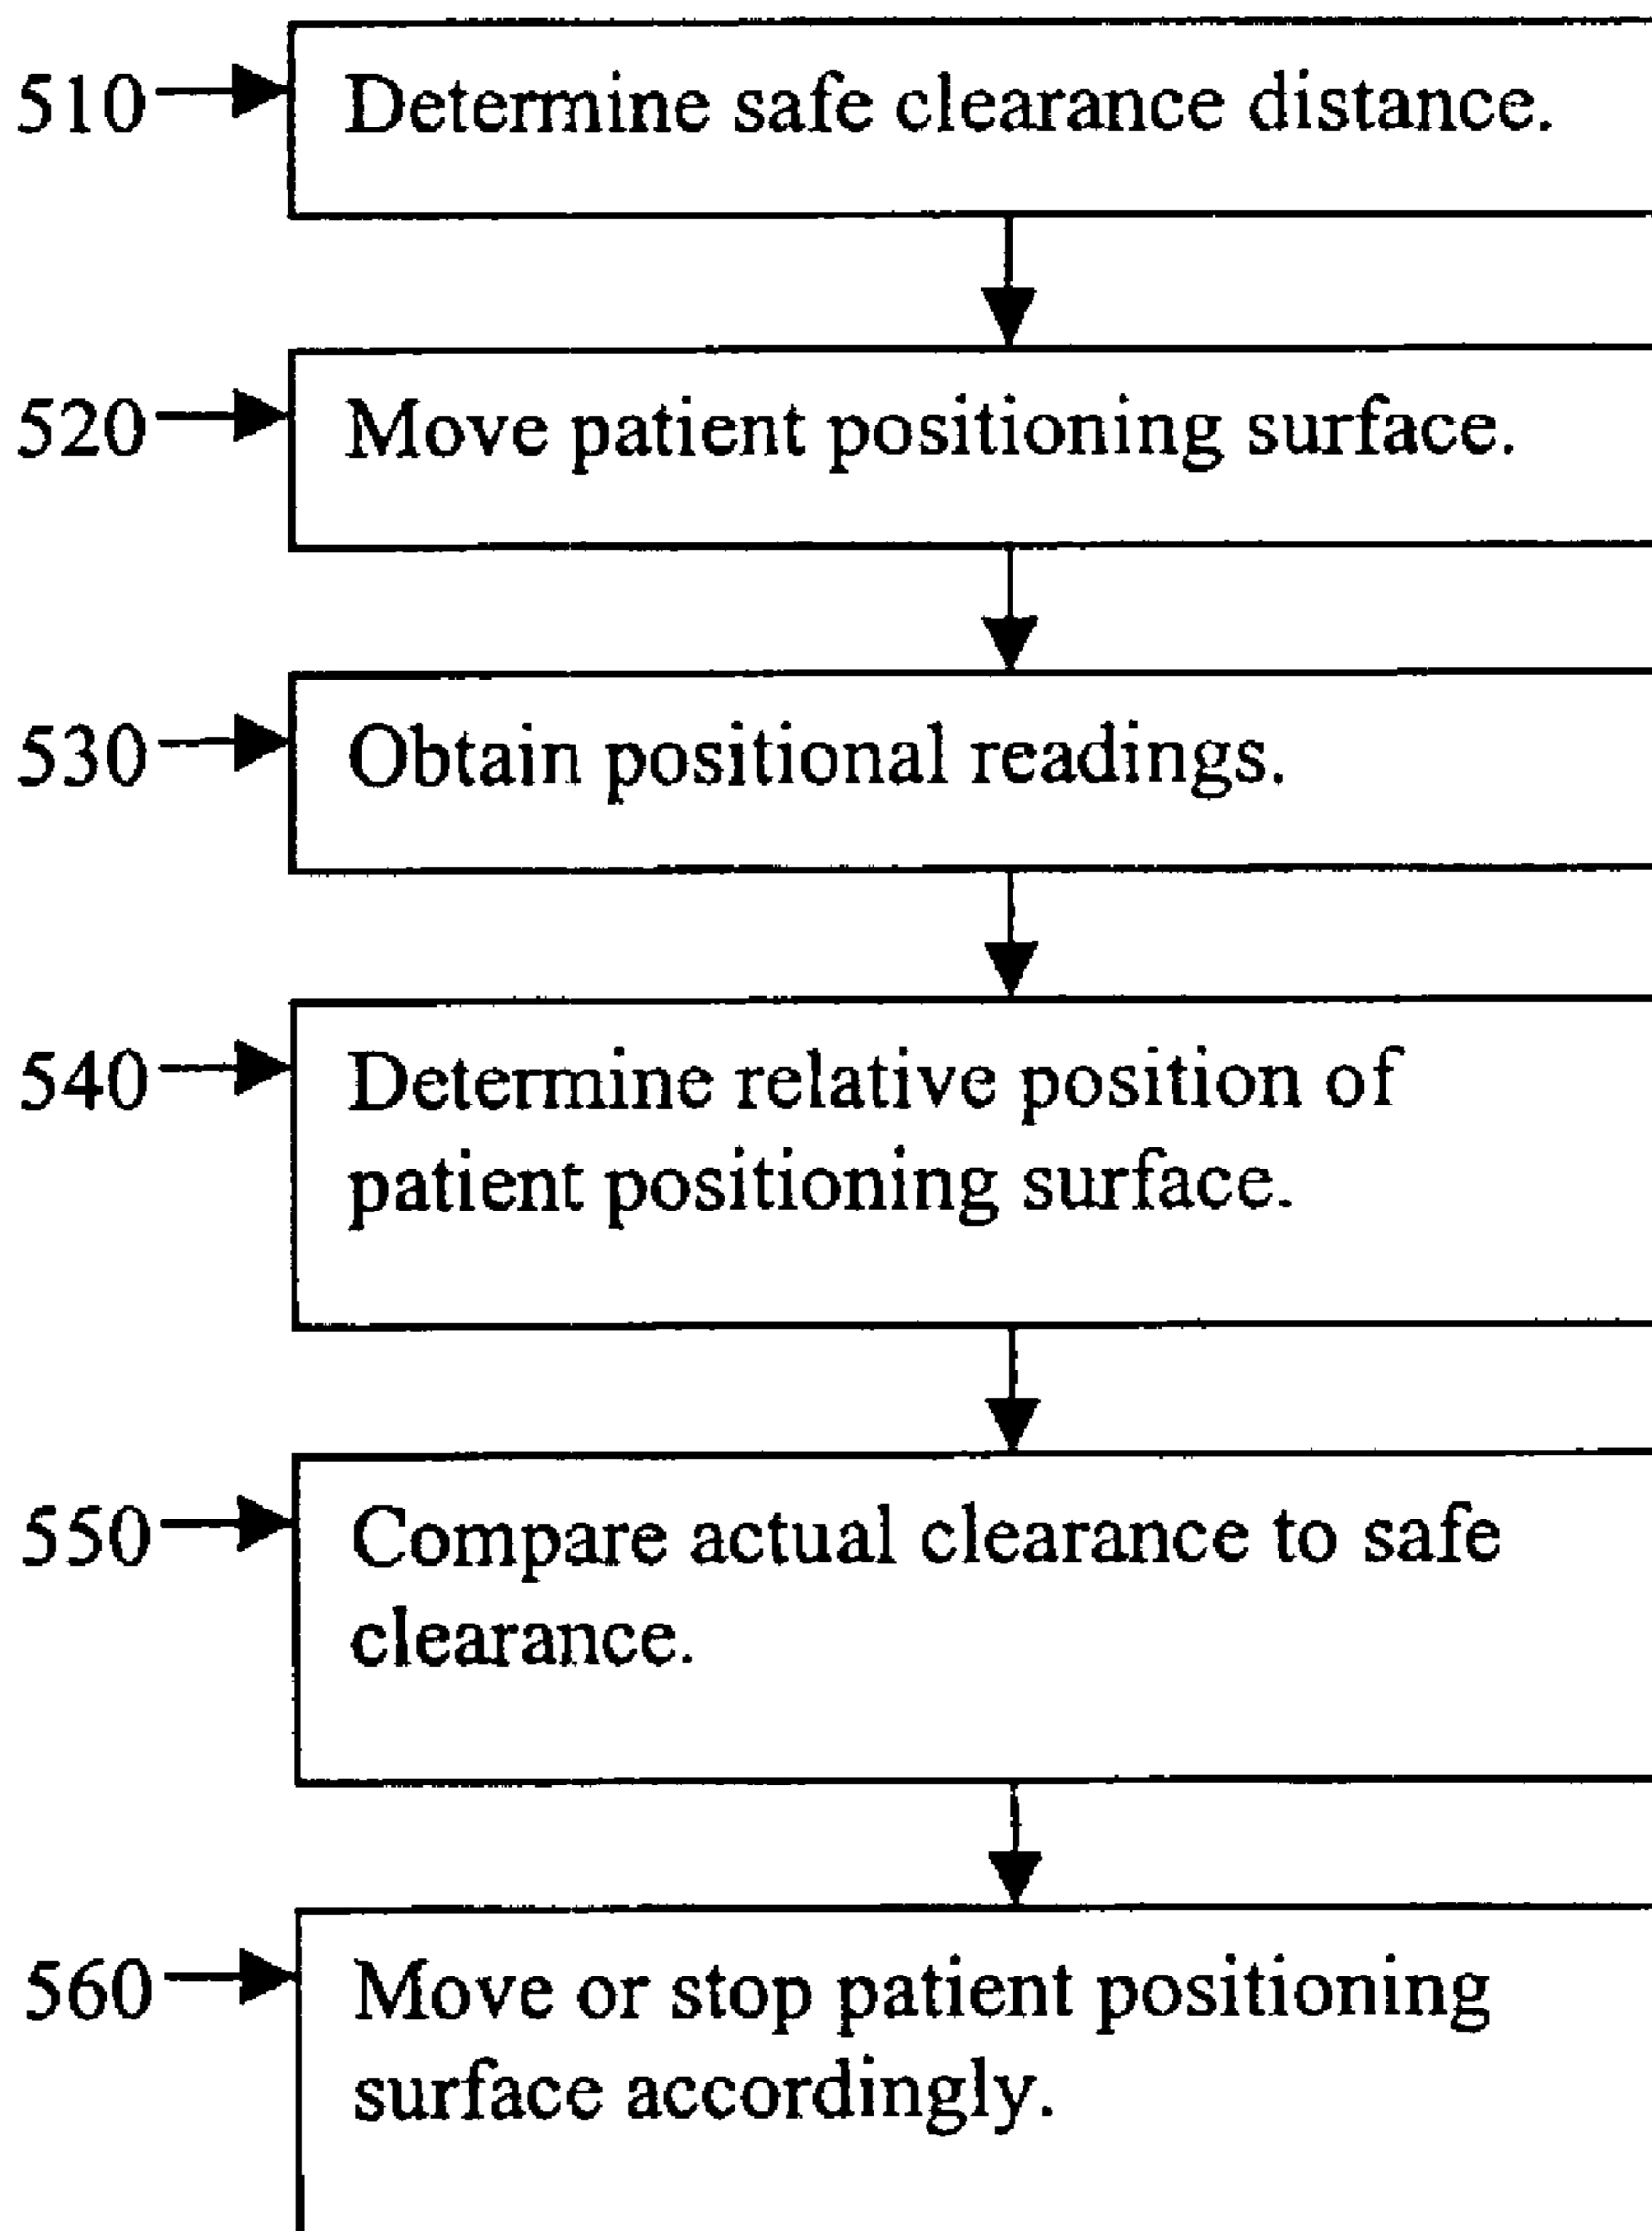 510 Determine safe clearance distance.
520 Move patient positioning surface.
530 Obtain positional readings.
540 Determine relative position of
patient positioning surface.
550 Compare actual clearance to safe
clearance.
560 Move or stop patient positioning
surface accordingly.